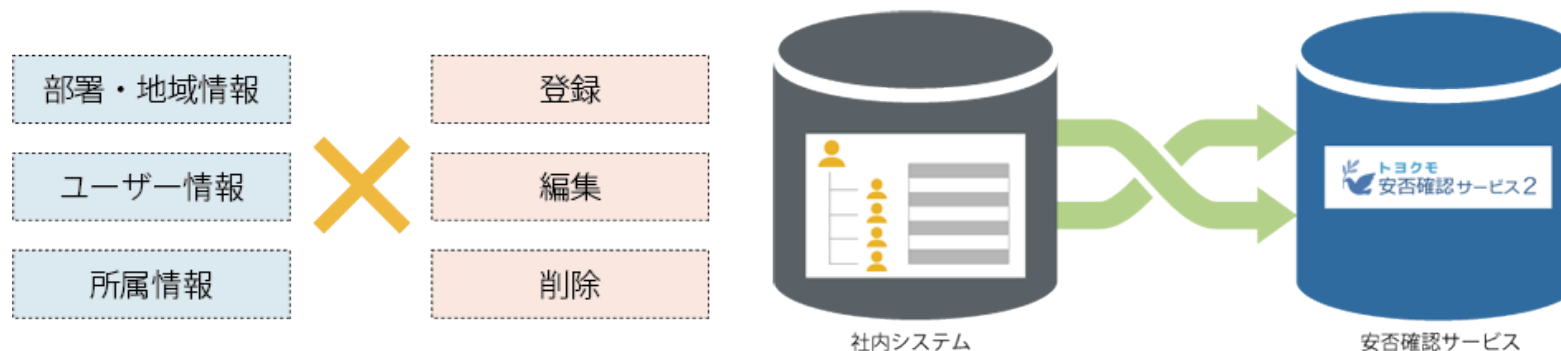 部署・地域情報
ユーザー情報
所属情報
登録
編集
削除
社内システム
トヨクモ
安否確認サービス2
安否確認サービス